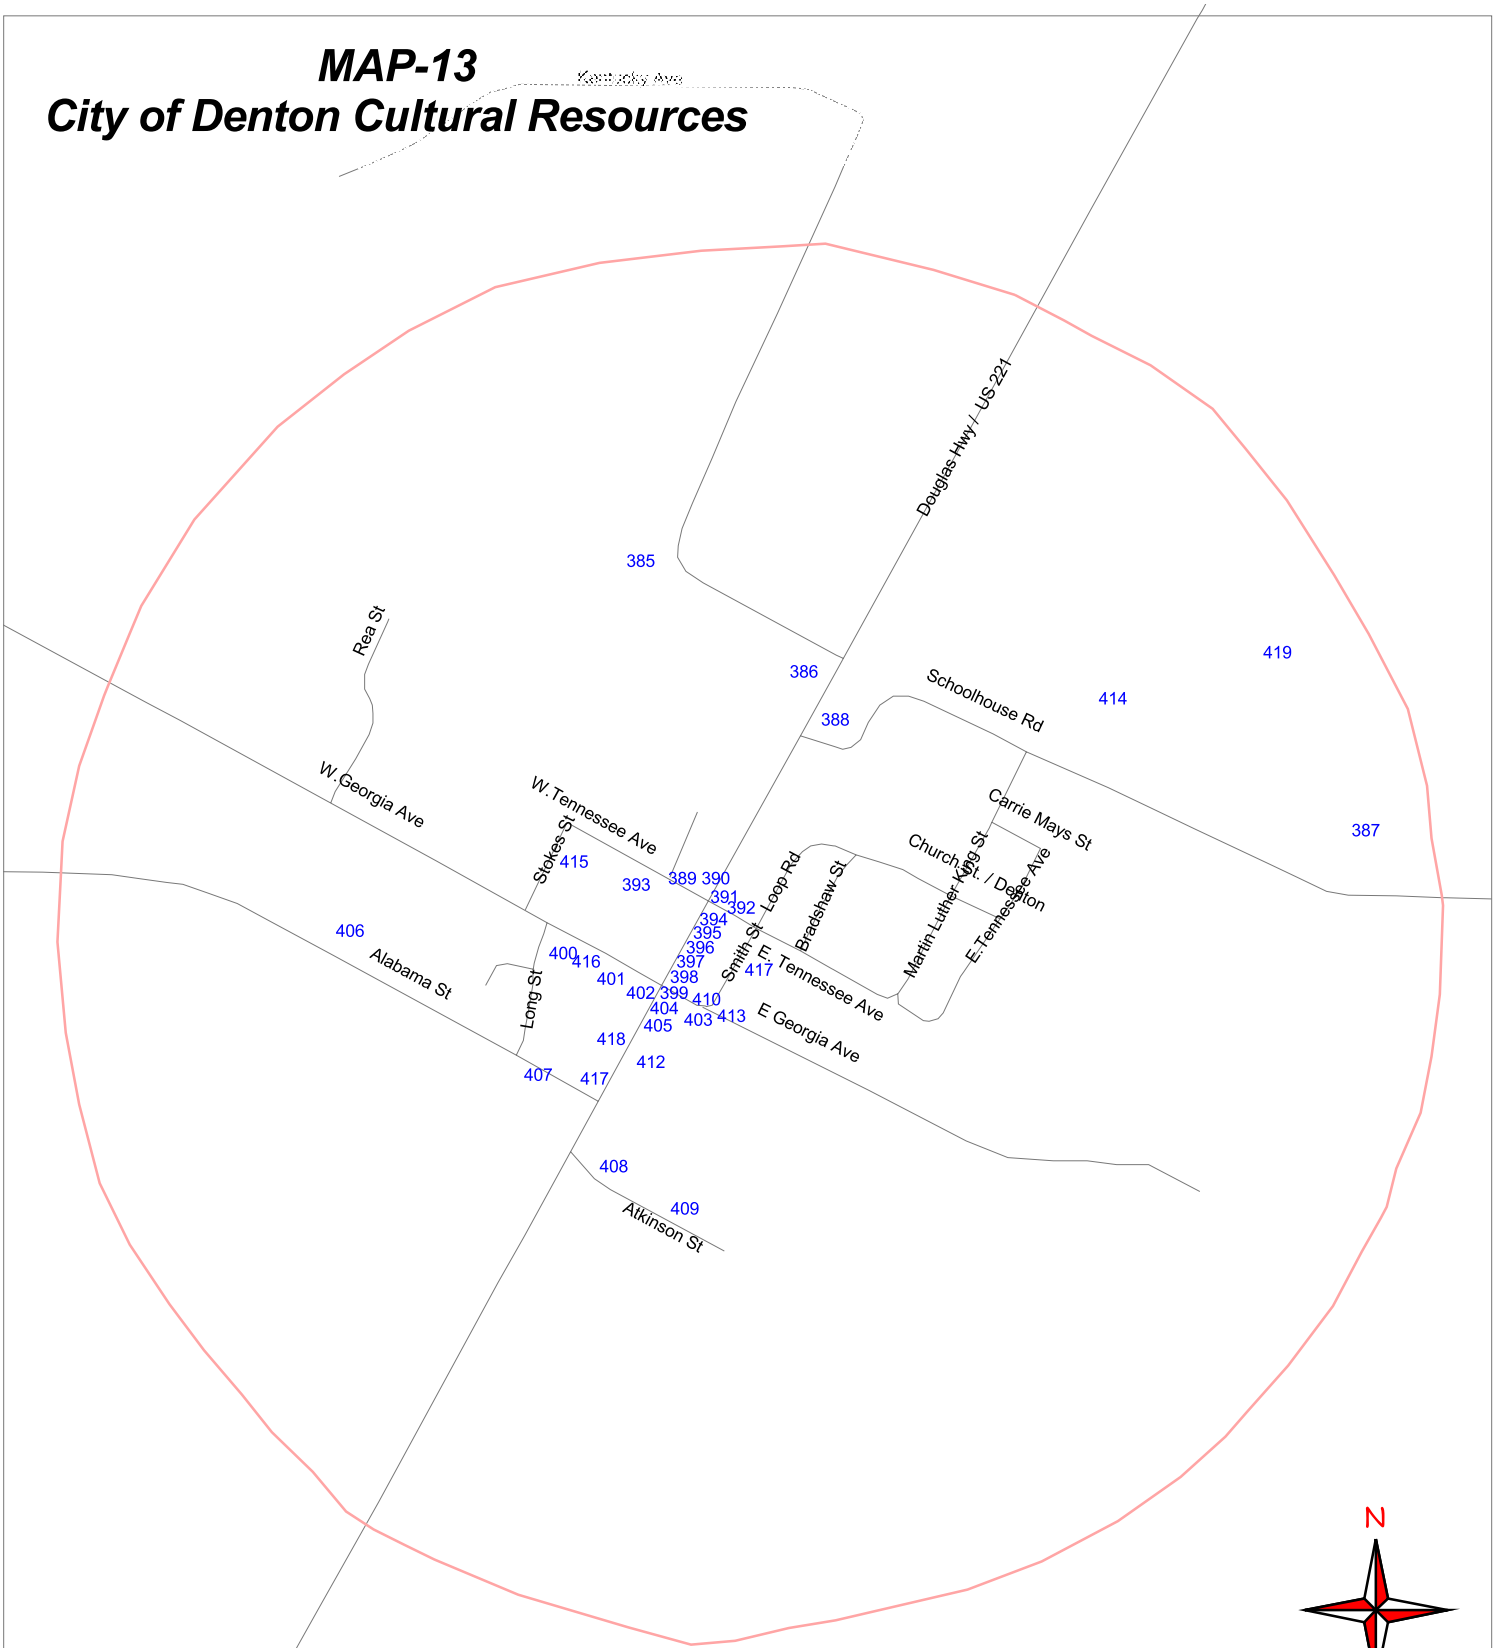 MAP-13
Kentucky Ave
City of Denton Cultural Resources
Douglas Hwy / US 221
385
Rea St
386
419
Schoolhouse Rd
414
388
W.Georgia Ave
W.Tennessee Ave
Carrie Mays St
387
Stokes St
415
393
389
390
Loop Rd
Church St. / Denton
391
392
Bradshaw St
Martin Luther King St
E.Tennessee Ave
394
395
406
396
Smith St
400
416
397
417
E. Tennessee Ave
Alabama St
401
398
Long St
402
399
410
404
403
413
E Georgia Ave
405
418
412
407
417
408
409
Atkinson St
N